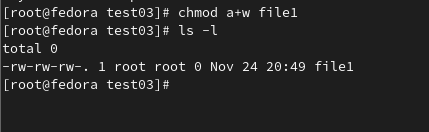 [root@fedora test03]# chmod a+w file1
[root@fedora test03]# ls -l
total 0
-rw-rw-rw-. 1 root root 0 Nov 24 20:49 file1
[root@fedora test03]#